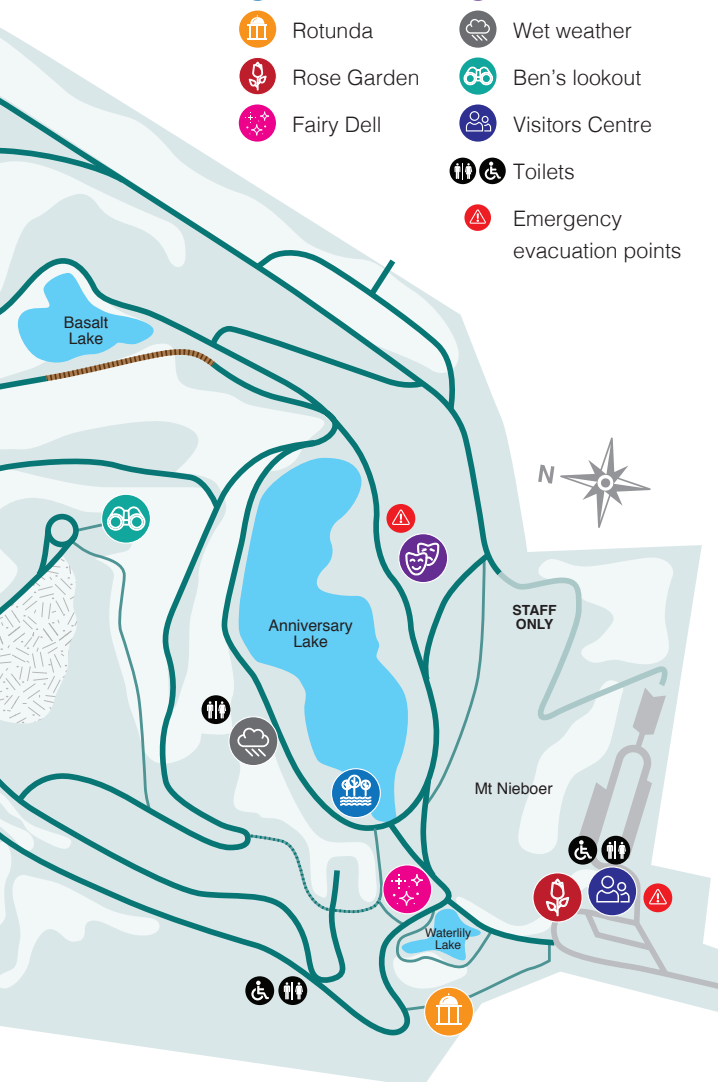 Rotunda
Rose Garden
Fairy Dell
Wet weather
Ben's lookout
Visitors Centre
Toilets
Emergency
evacuation points
Basalt
Lake
N
Anniversary
Lake
STAFF
ONLY
Mt Nieboer
Waterlily
Lake